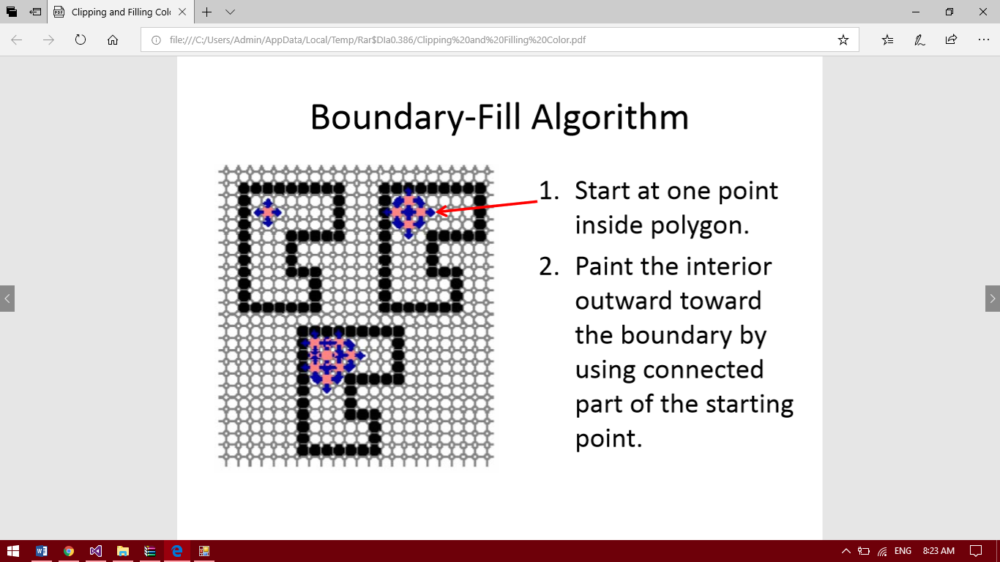 Clipping and Filling Colo
file:///C:/Users/Admin/AppData/Local/Temp/Rar$DIa0.386/Clipping%20and%20Filling%20Color.pdf
Boundary-Fill Algorithm
1. Start at one point
inside polygon.
2. Paint the interior
outward toward
the boundary by
using connected
part of the starting
point.
ENG
8:23 AM